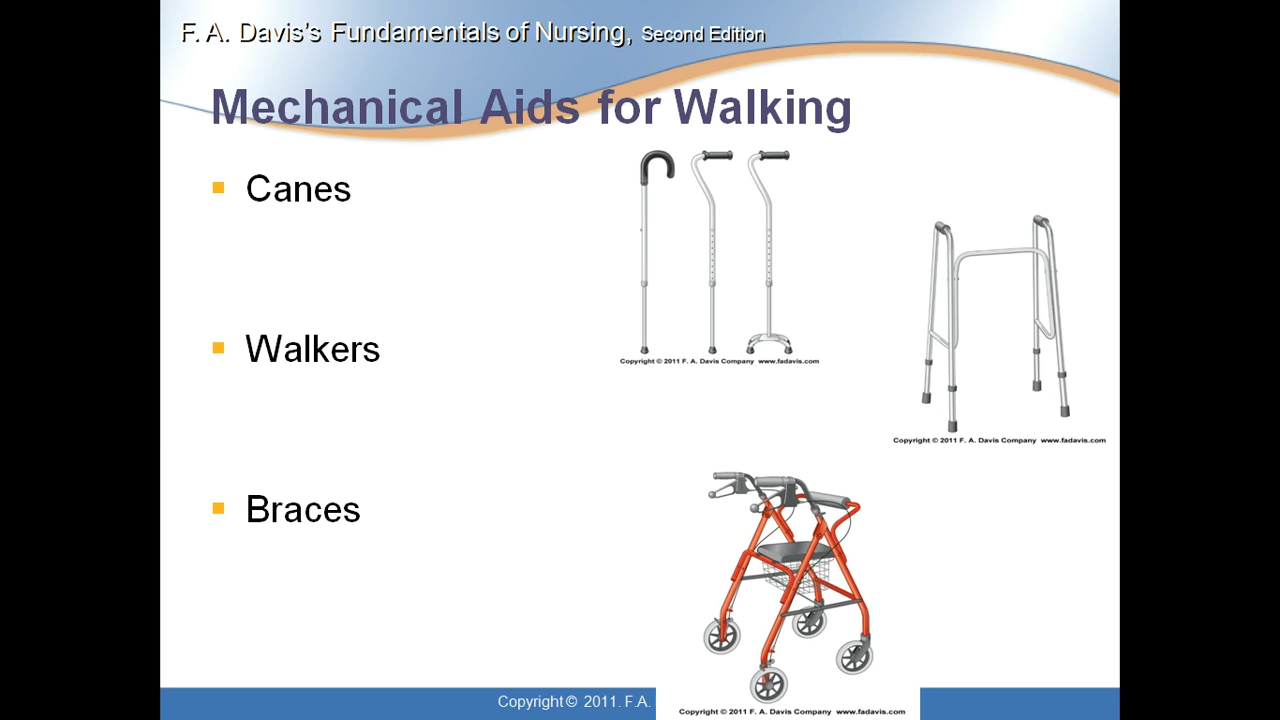 F. A. Davis's Fundamentals of Nursing, Second Edition
Mechanical Aids for Walking
▪ Canes
Copyright © 2011 F. A. Davis Company www.fadavis.com
▪ Walkers
Copyright © 2011 F. A. Davis Company www.fadavis.com
▪ Braces
Copyright © 2011. F.A.
Copyright © 2011 F. A. Davis Company www.fadavis.com